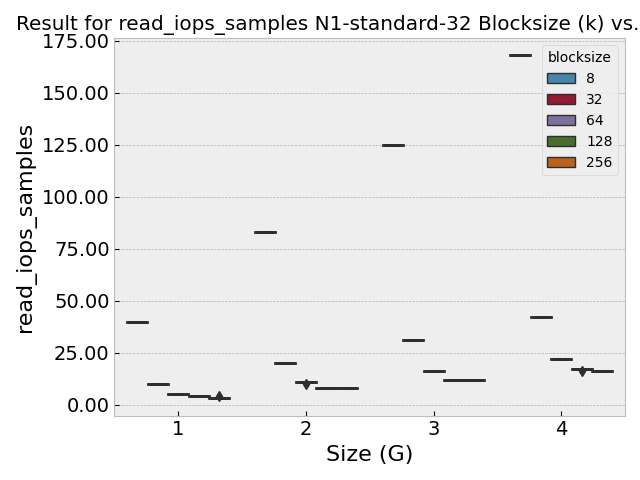 Result for read_iops_samples N1-standard-32 Blocksize (k) vs.
175.00
150.00
125.00
100.00
75.00
50.00
25.00
0.00
read_iops_samples
blocksize
8
32
64
128
256
1 2 3 4
Size (G)